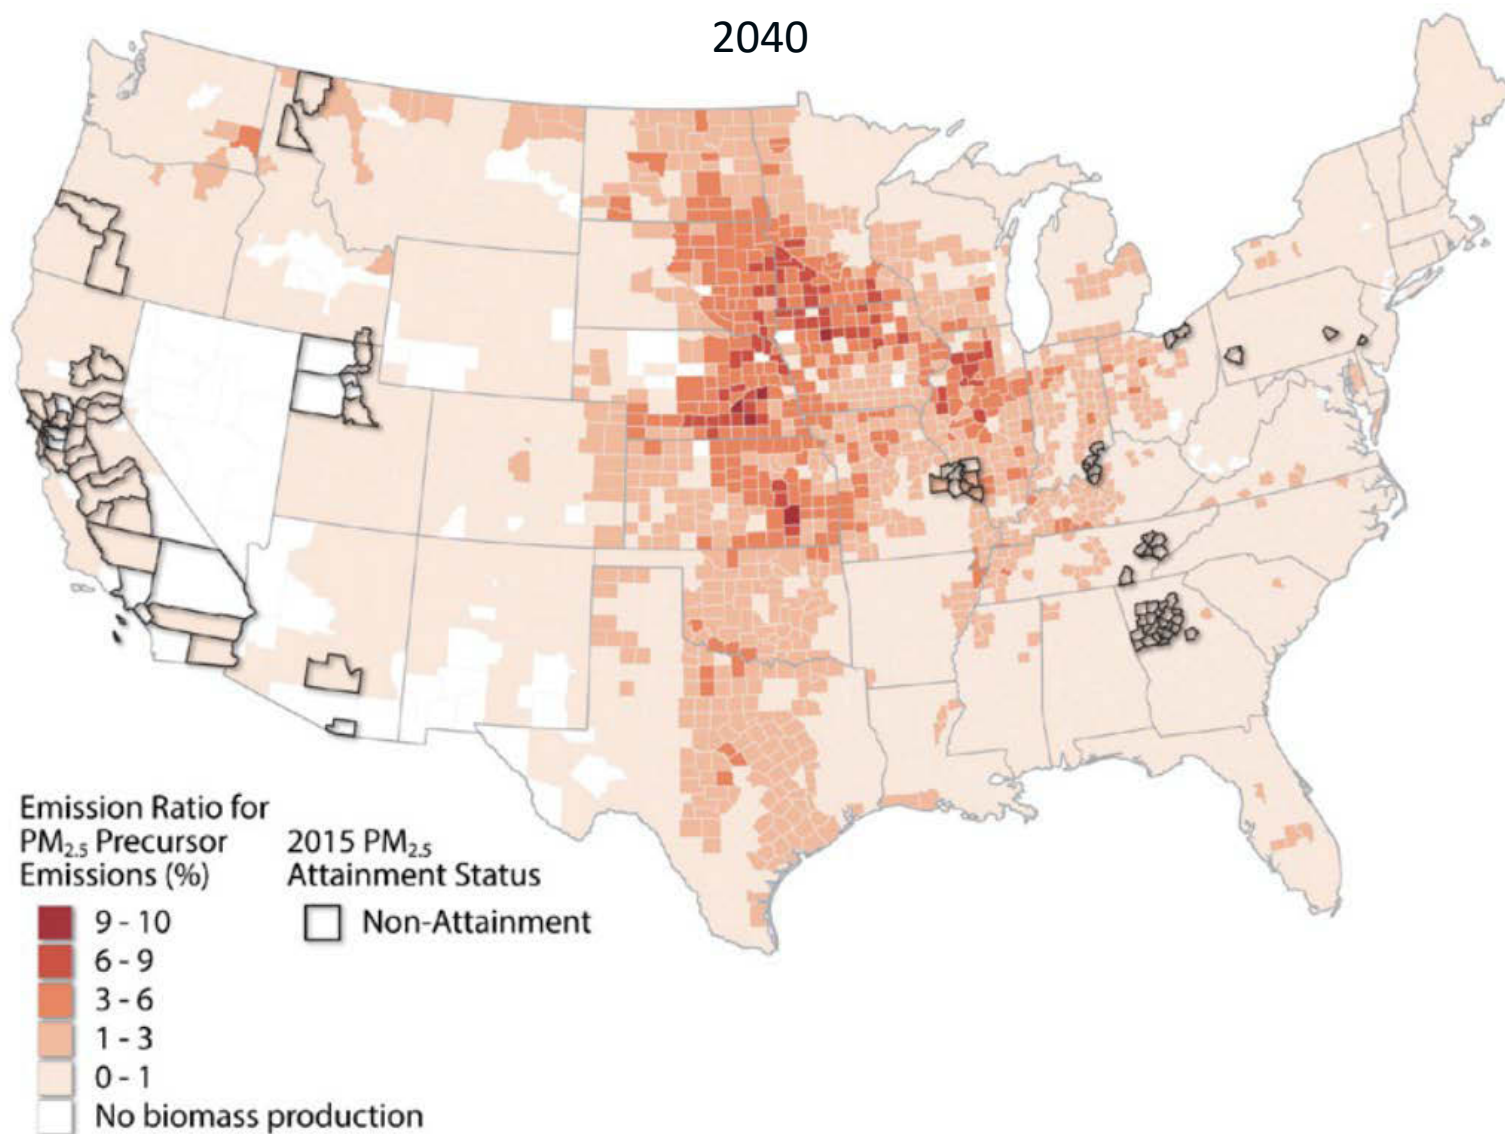 2040
Emission Ratio for
PM2.5 Precursor
Emissions (%)
9 - 10
6 - 9
3 - 6
1 - 3
0 - 1
No biomass production
2015 PM2.5
Attainment Status
Non-Attainment